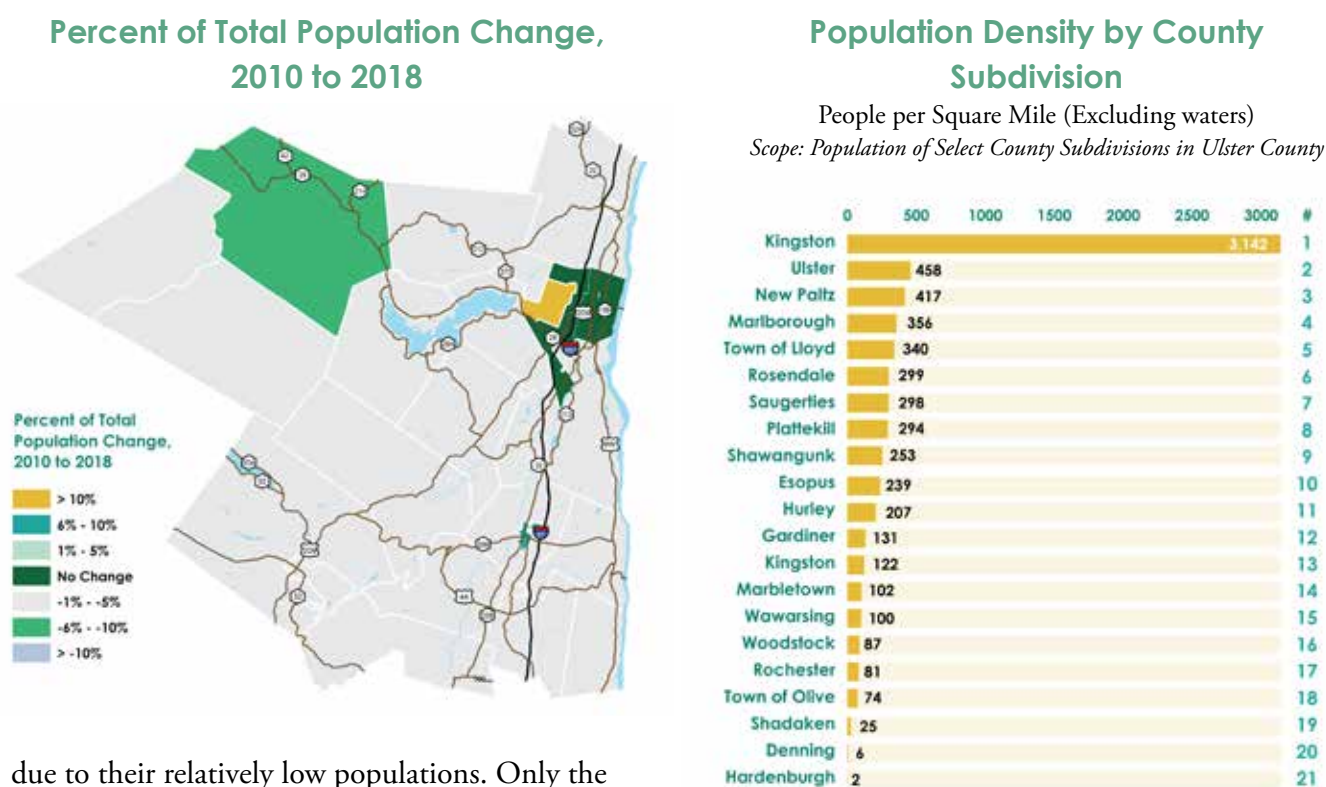 Percent of Total Population Change,
2010 to 2018
Percent of Total
Population Change,
2010 to 2018
> 10%
6% - 10%
1% - 5%
No Change
-1% - -5%
-6% - -10%
> -10%
due to their relatively low populations. Only the
Population Density by County
Subdivision
People per Square Mile (Excluding waters)
Scope: Population of Select County Subdivisions in Ulster County
0 500 1000 1500 2000 2500 3000 #
Kingston 3,142 1
Ulster 458 2
New Paltz 417 3
Marlborough 356 4
Town of Lloyd 340 5
Rosendale 299 6
Saugerties 298 7
Plattekill 294 8
Shawangunk 253 9
Esopus 239 10
Hurley 207 11
Gardiner 131 12
Kingston 122 13
Marbletown 102 14
Wawarsing 100 15
Woodstock 87 16
Rochester 81 17
Town of Olive 74 18
Shadaken 25 19
Denning 6 20
Hardenburgh 2 21